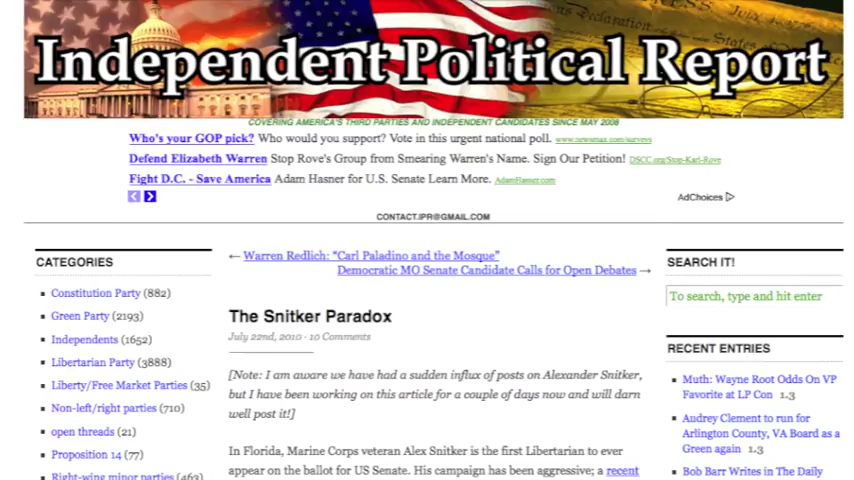 Independent Political Report
COVERING AMERICA'S THIRD PARTIES AND INDEPENDENT CANDIDATES SINCE MAY 2008
Who's your GOP pick? Who would you support? Vote in this urgent national poll. www.newsmax.com/surveys
Defend Elizabeth Warren Stop Rove's Group from Smearing Warren's Name. Sign Our Petition! DSCC.org/Stop-Karl-Rove
Fight D.C. - Save America Adam Hasner for U.S. Senate Learn More. AdamHasner.com
AdChoices
CONTACT.IPR@GMAIL.COM
CATEGORIES
Constitution Party (882)
Green Party (2193)
Independents (1652)
Libertarian Party (3888)
Liberty/Free Market Parties (35)
Non-left/right parties (710)
open threads (21)
Proposition 14 (77)
Right-wing minor parties (463)
← Warren Redlich: "Carl Paladino and the Mosque"
Democratic MO Senate Candidate Calls for Open Debates →
The Snitker Paradox
July 22nd, 2010 · 10 Comments
[Note: I am aware we have had a sudden influx of posts on Alexander Snitker,
but I have been working on this article for a couple of days now and will darn
well post it!]
In Florida, Marine Corps veteran Alex Snitker is the first Libertarian to ever
appear on the ballot for US Senate. His campaign has been aggressive; a recent
SEARCH IT!
To search, type and hit enter
RECENT ENTRIES
Muth: Wayne Root Odds On VP
Favorite at LP Con 1.3
Audrey Clement to run for
Arlington County, VA Board as a
Green again 1.3
Bob Barr Writes in The Daily